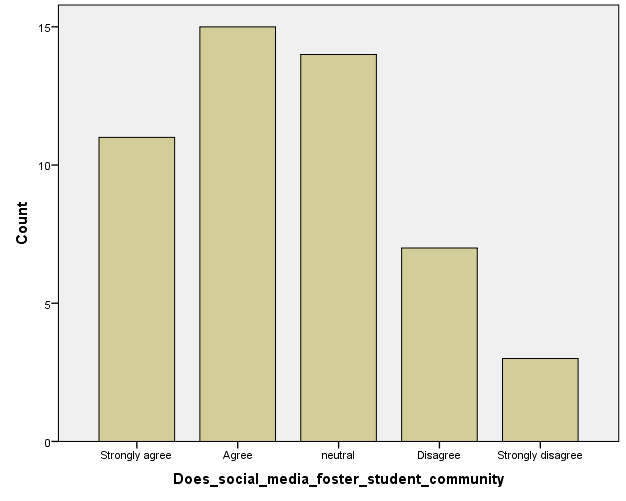 15
10
5
0
Count
Strongly agree
Agree
neutral
Disagree
Strongly disagree
Does_social_media_foster_student_community